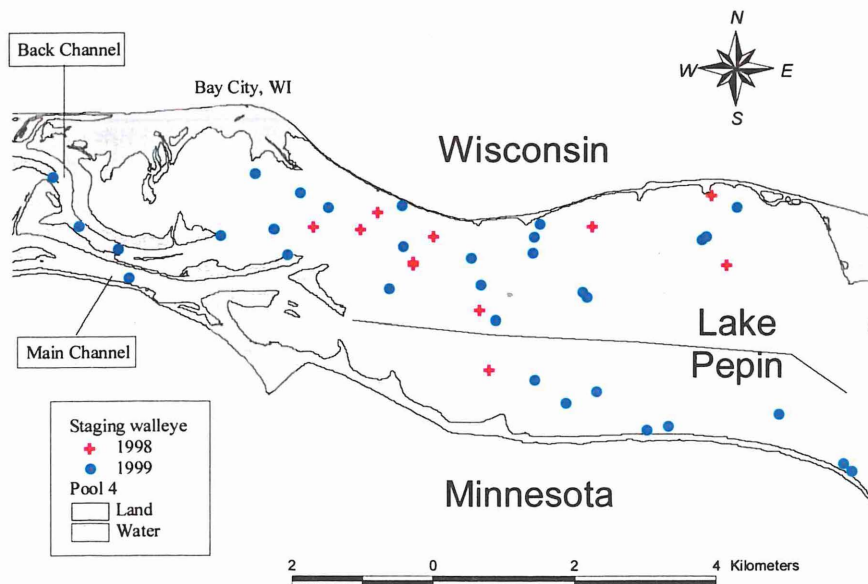 N
Back Channel
W
E
Bay City, WI
S
Wisconsin
Lake
Pepin
Main Channel
Staging walleye
1998
1999
Pool 4
Land
Water
Minnesota
2 0 2 4 Kilometers